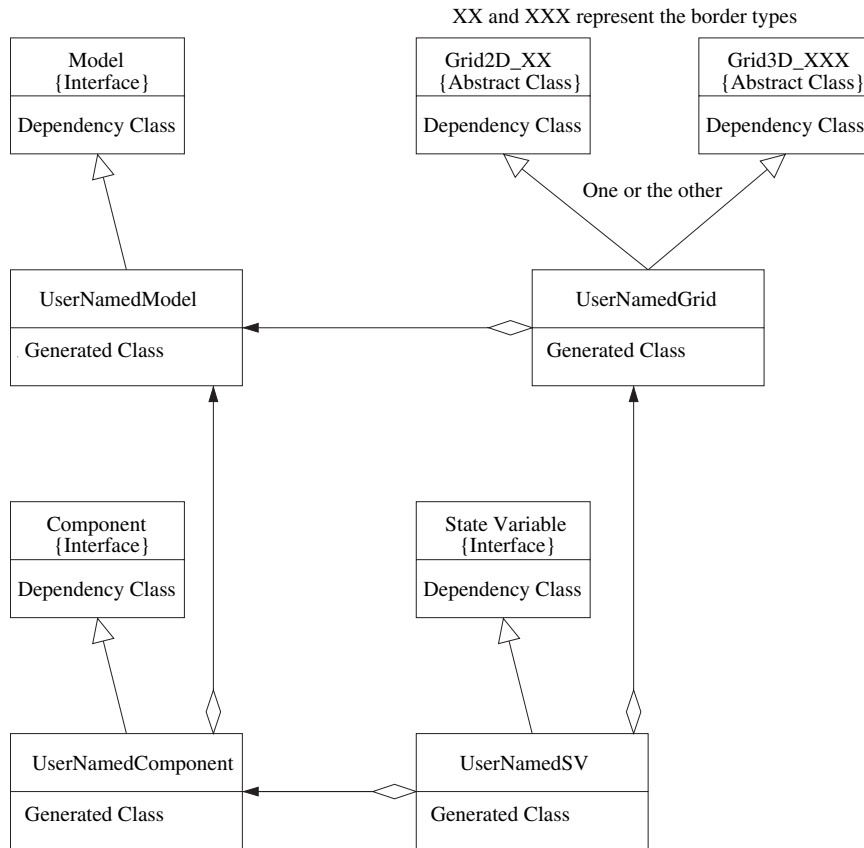 XX and XXX represent the border types
Model
{Interface}
Dependency Class
Grid2D_XX
{Abstract Class}
Dependency Class
Grid3D_XXX
{Abstract Class}
Dependency Class
One or the other
UserNamedModel
Generated Class
UserNamedGrid
Generated Class
Component
{Interface}
Dependency Class
State Variable
{Interface}
Dependency Class
UserNamedComponent
Generated Class
UserNamedSV
Generated Class